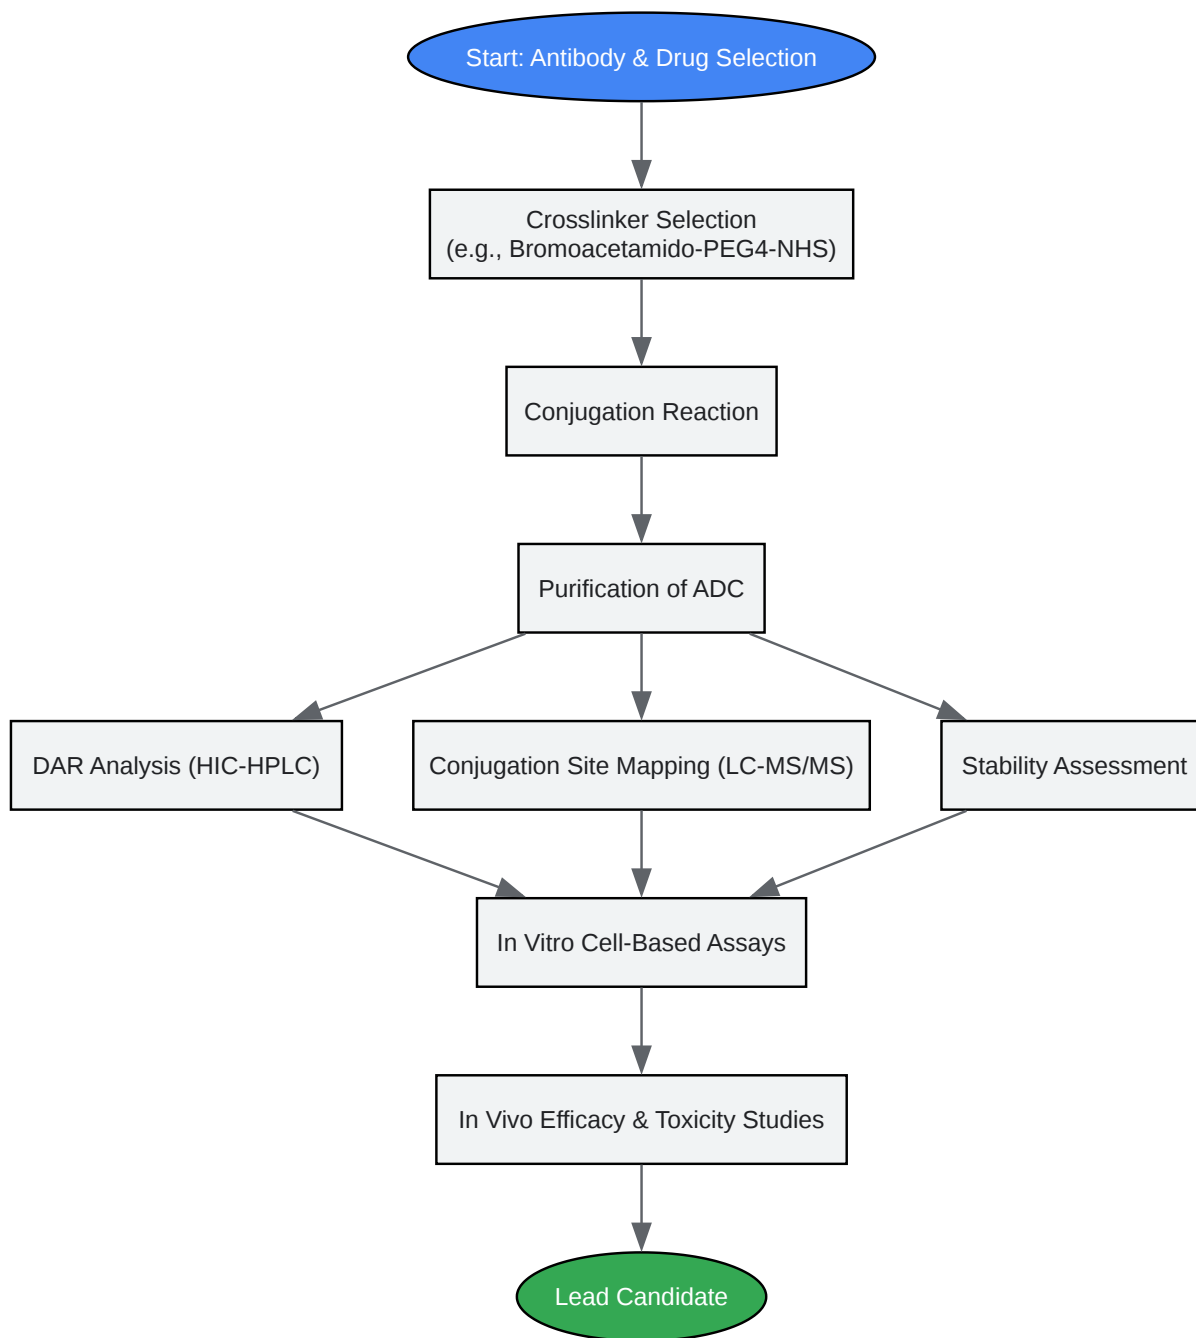 Start: Antibody & Drug Selection
Crosslinker Selection
(e.g., Bromoacetamido-PEG4-NHS)
Conjugation Reaction
Purification of ADC
DAR Analysis (HIC-HPLC)
Conjugation Site Mapping (LC-MS/MS)
Stability Assessment
In Vitro Cell-Based Assays
In Vivo Efficacy & Toxicity Studies
Lead Candidate